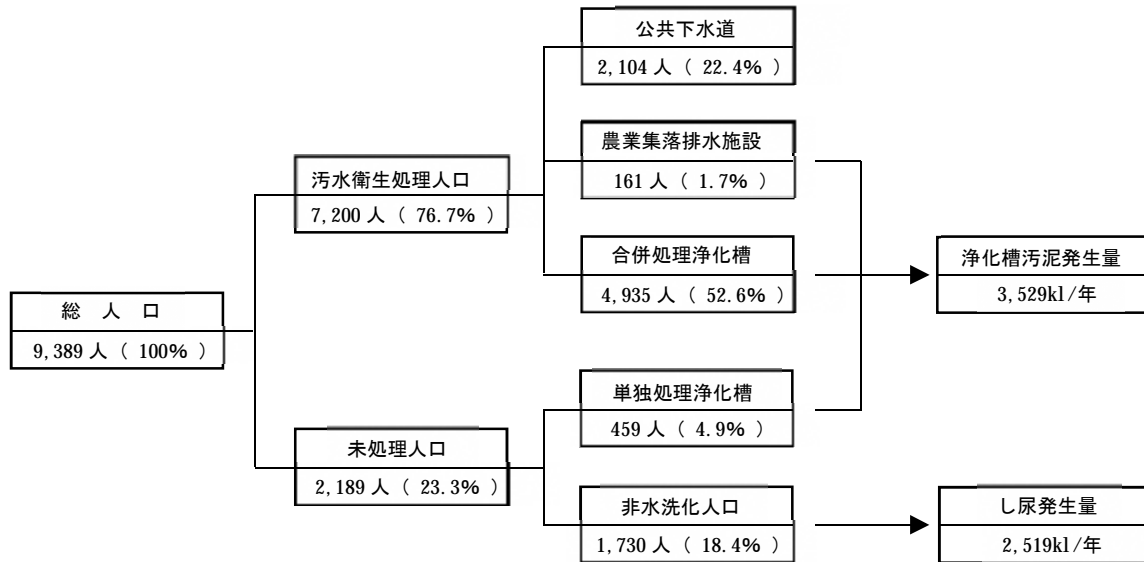 総 人 口
9,389 人 ( 100% )
汚水衛生処理人口
7,200 人 ( 76.7% )
未処理人口
2,189 人 ( 23.3% )
公共下水道
2,104 人 ( 22.4% )
農業集落排水施設
161 人 ( 1.7% )
合併処理浄化槽
4,935 人 ( 52.6% )
単独処理浄化槽
459 人 ( 4.9% )
非水洗化人口
1,730 人 ( 18.4% )
浄化槽汚泥発生量
3,529kl/年
し尿発生量
2,519kl/年